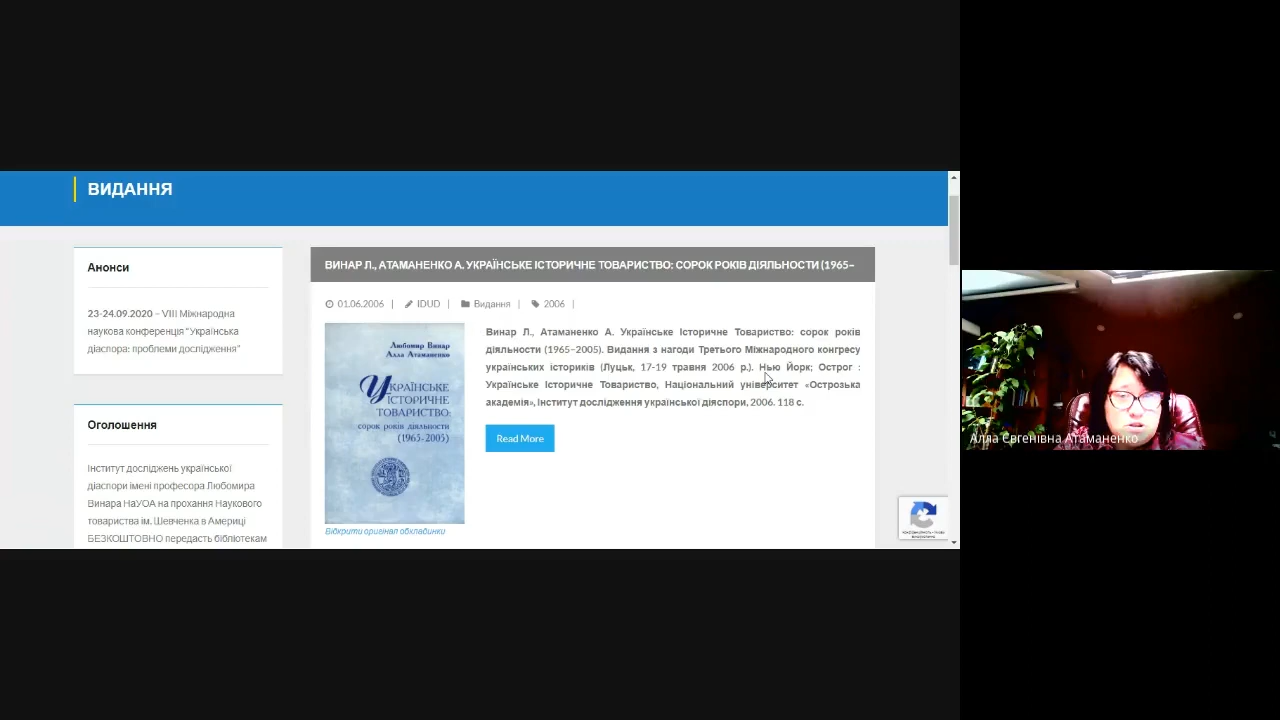 ВИДАННЯ
Анонси
23-24.09.2020 – VIII Міжнародна
наукова конференція “Українська
діаспора: проблеми дослідження”
Оголошення
Інститут досліджень української
діаспори імені професора Любомира
Винара НаУОА на прохання Наукового
товариства ім. Шевченка в Америці
БЕЗКОШТОВНО передасть
ВИНАР Л., АТАМАНЕНКО А. УКРАЇНСЬКЕ ІСТОРИЧНЕ ТОВАРИСТВО: СОРОК РОКІВ ДІЯЛЬНОСТИ (1965–
01.06.2006 | IDUD | Видання | 2006 |
Любомир Винар
Алла Атаманенко
УКРАЇНСЬКЕ
ІСТОРИЧНЕ
ТОВАРИСТВО:
сорок років діяльности
(1965-2005)
Відкрити оригінал обкладинки
Винар Л., Атаманенко А. Українське Історичне Товариство: сорок років
діяльности (1965–2005). Видання з нагоди Третього Міжнародного конгресу
українських істориків (Луцьк, 17-19 травня 2006 р.). Нью Йорк; Острог :
Українське Історичне Товариство, Національний університет «Острозька
академія», Інститут дослідження української діяспори, 2006. 118 с.
Read More
Алла Євгенівна Атаманенко